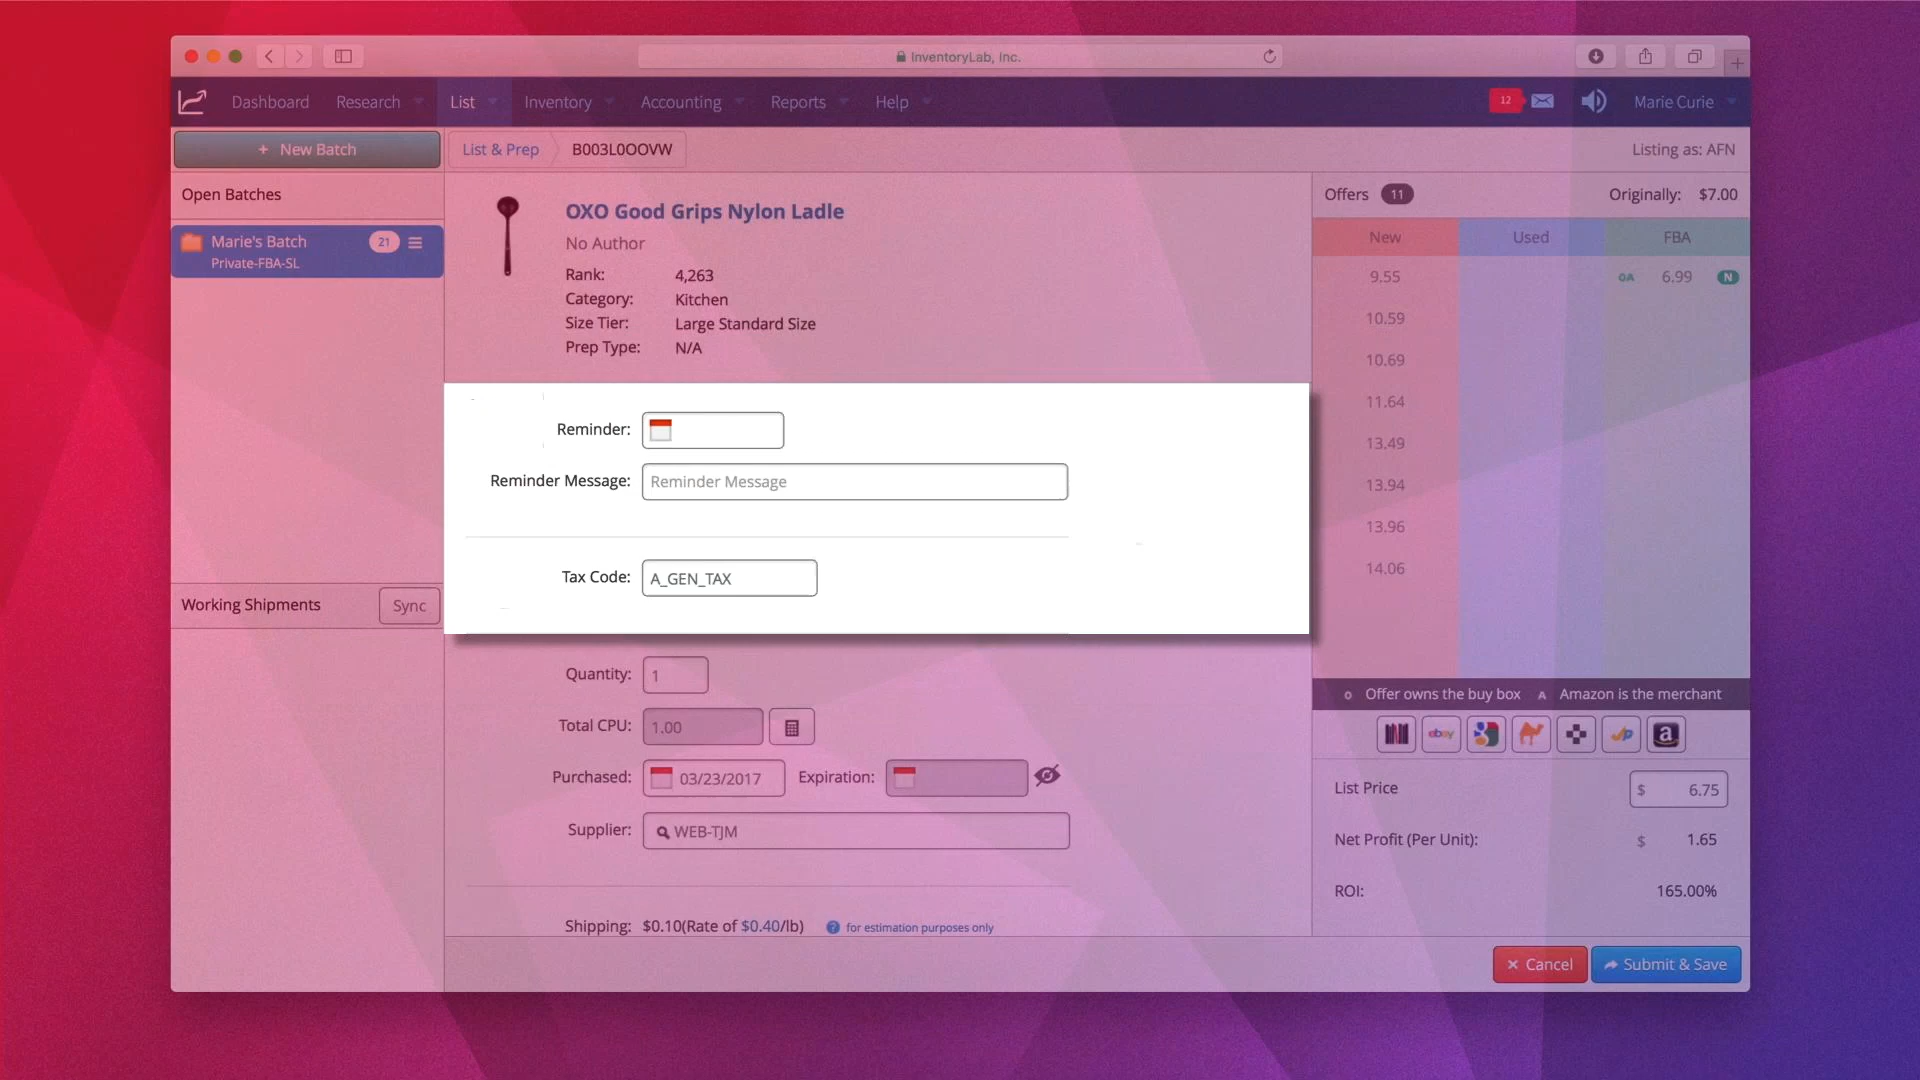 InventoryLab, Inc.
Dashboard Research List Inventory Accounting Reports Help 12 Marie Curie
+ New Batch List & Prep B003L0OOVW Listing as: AFN
Open Batches
Marie's Batch 21
Private-FBA-SL
Working Shipments Sync
OXO Good Grips Nylon Ladle
No Author
Rank: 4,263
Category: Kitchen
Size Tier: Large Standard Size
Prep Type: N/A
Reminder:
Reminder Message: Reminder Message
Tax Code: A_GEN_TAX
Quantity: 1
Total CPU: 1.00
Purchased: 03/23/2017 Expiration:
Supplier: WEB-TJM
Shipping: $0.10(Rate of $0.40/lb) ? for estimation purposes only
Offers 11 Originally: $7.00
New Used FBA
9.55 OA 6.99 N
10.59
10.69
11.64
13.49
13.94
13.96
14.06
O Offer owns the buy box A Amazon is the merchant
ebay JP a
List Price $ 6.75
Net Profit (Per Unit): $ 1.65
ROI: 165.00%
× Cancel Submit & Save